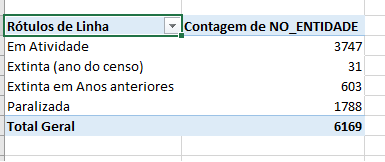 Rótulos de Linha Contagem de NO_ENTIDADE
Em Atividade 3747
Extinta (ano do censo) 31
Extinta em Anos anteriores 603
Paralizada 1788
Total Geral 6169